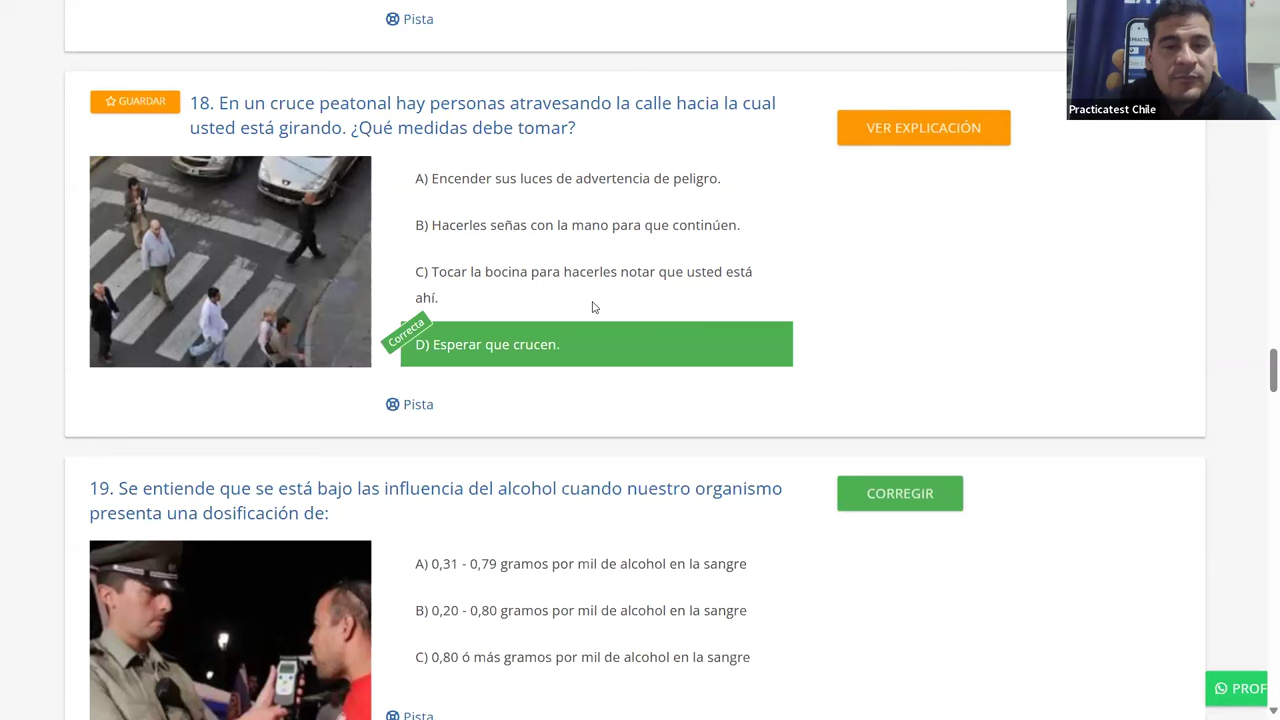 Pista
GUARDAR
18. En un cruce peatonal hay personas atravesando la calle hacia la cual
usted está girando. ¿Qué medidas debe tomar?
VER EXPLICACIÓN
A) Encender sus luces de advertencia de peligro.
B) Hacerles señas con la mano para que continúen.
C) Tocar la bocina para hacerles notar que usted está
ahí.
Correcta
D) Esperar que crucen.
Pista
Practicatest Chile
19. Se entiende que se está bajo las influencia del alcohol cuando nuestro organismo
presenta una dosificación de:
CORREGIR
A) 0,31 - 0,79 gramos por mil de alcohol en la sangre
B) 0,20 - 0,80 gramos por mil de alcohol en la sangre
C) 0,80 ó más gramos por mil de alcohol en la sangre
Pista
PROF